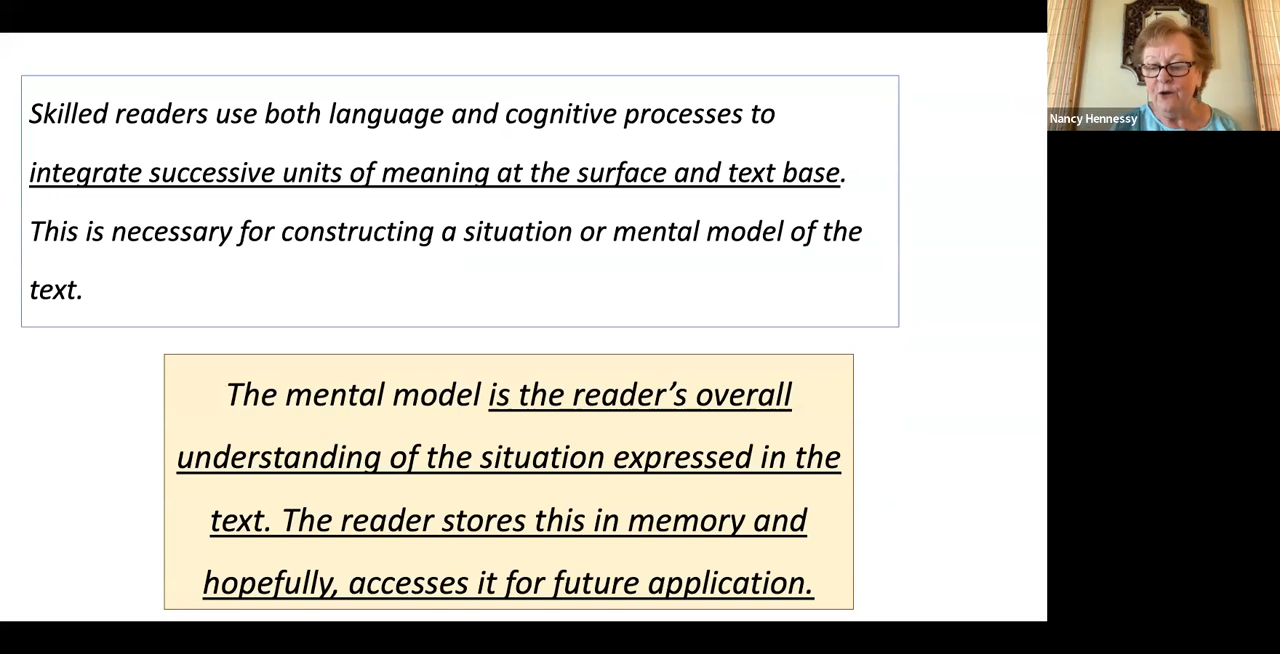 Skilled readers use both language and cognitive processes to
integrate successive units of meaning at the surface and text base.
This is necessary for constructing a situation or mental model of the
text.
The mental model is the reader’s overall
understanding of the situation expressed in the
text. The reader stores this in memory and
hopefully, accesses it for future application.
Nancy Hennessy